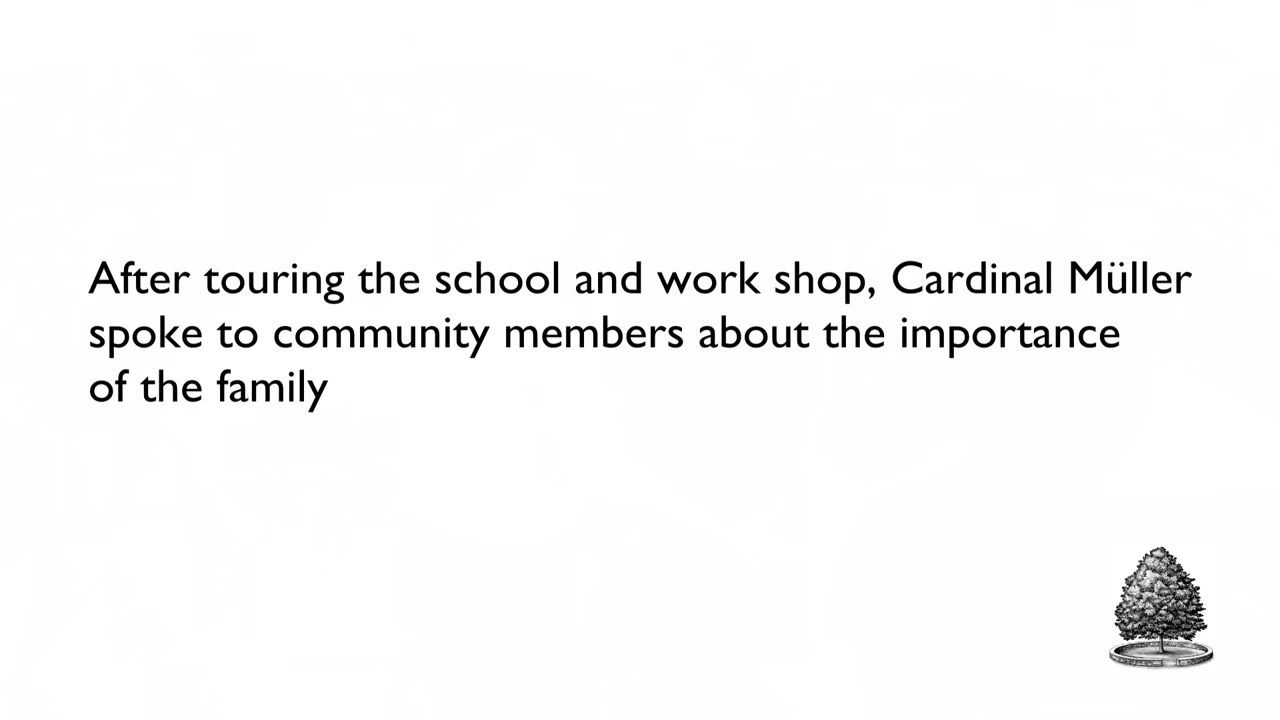 After touring the school and work shop, Cardinal Müller
spoke to community members about the importance
of the family